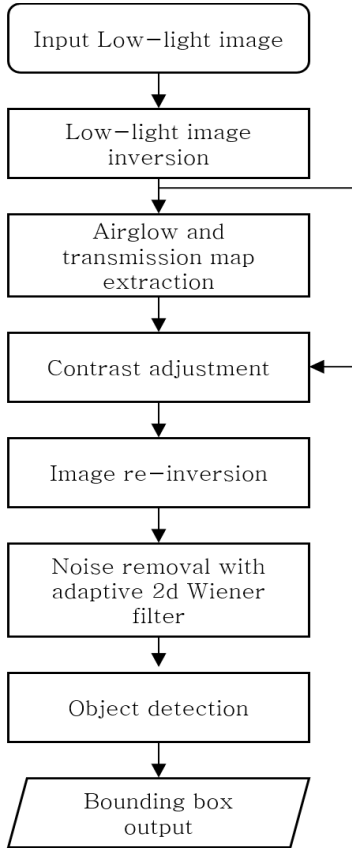 Input Low-light image
Low-light image
inversion
Airglow and
transmission map
extraction
Contrast adjustment
Image re-inversion
Noise removal with
adaptive 2d Wiener
filter
Object detection
Bounding box
output